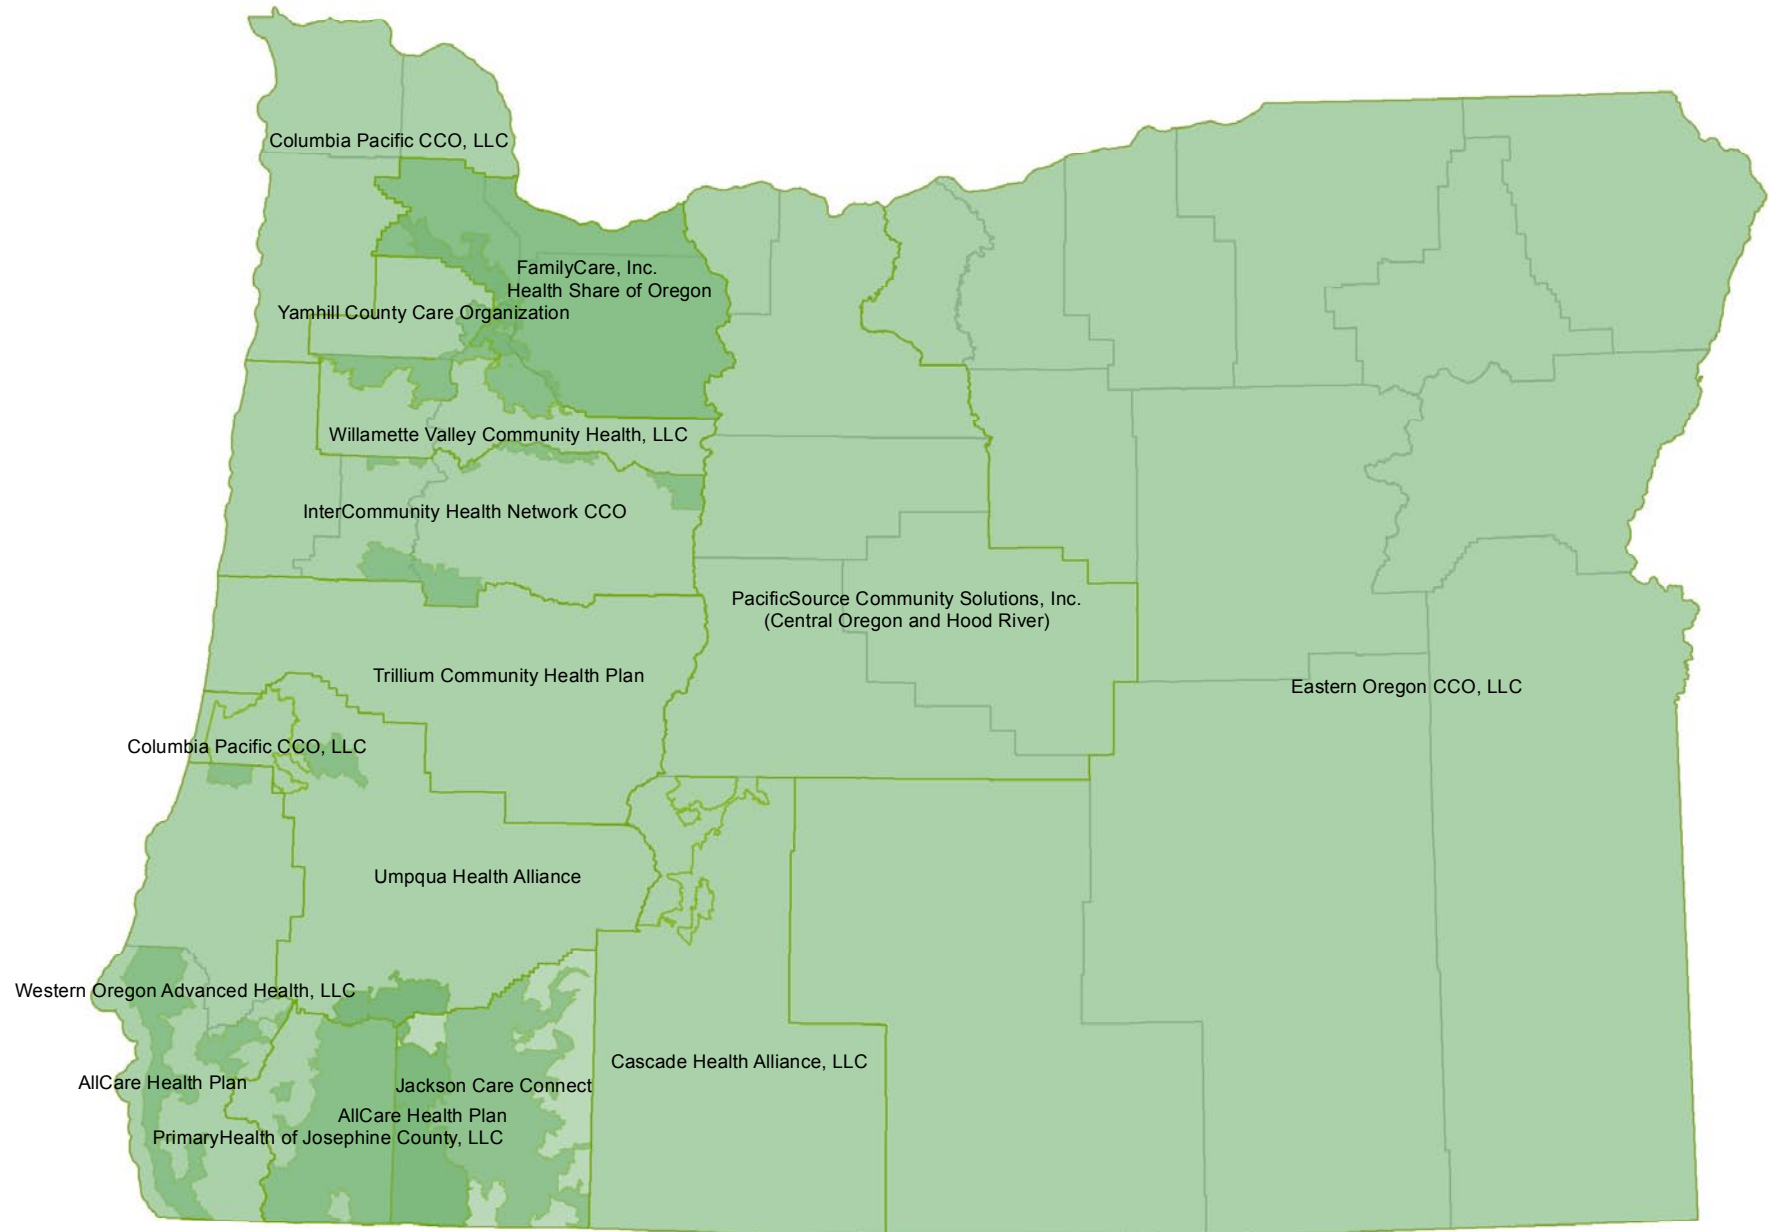 Columbia Pacific CCO, LLC
FamilyCare, Inc.
Health Share of Oregon
Yamhill County Care Organization
Willamette Valley Community Health, LLC
InterCommunity Health Network CCO
PacificSource Community Solutions, Inc.
(Central Oregon and Hood River)
Trillium Community Health Plan
Eastern Oregon CCO, LLC
Columbia Pacific CCO, LLC
Umpqua Health Alliance
Western Oregon Advanced Health, LLC
Cascade Health Alliance, LLC
AllCare Health Plan
Jackson Care Connect
AllCare Health Plan
PrimaryHealth of Josephine County, LLC